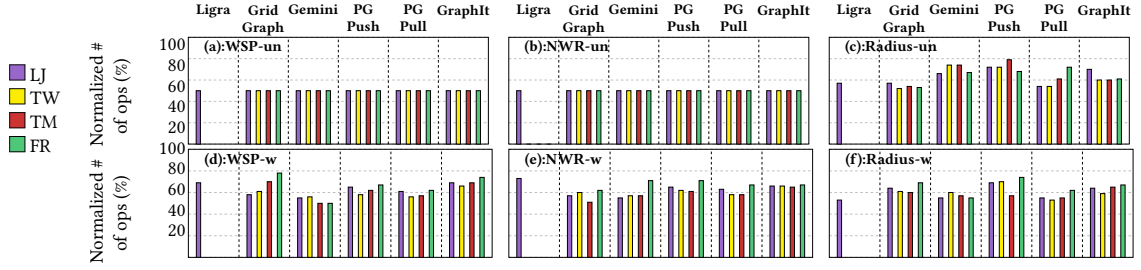 Ligra Grid Gemini PG PG GraphIt Ligra Grid Gemini PG PG GraphIt Ligra Grid Gemini PG PG GraphIt
Graph Push Pull Graph Push Pull Graph Push Pull
LJ
TW
TM
FR
Normalized #
of ops (%)
100
80
60
40
20
(a):WSP-un
(b):NWR-un
(c):Radius-un
Normalized #
of ops (%)
100
80
60
40
20
(d):WSP-w
(e):NWR-w
(f):Radius-w